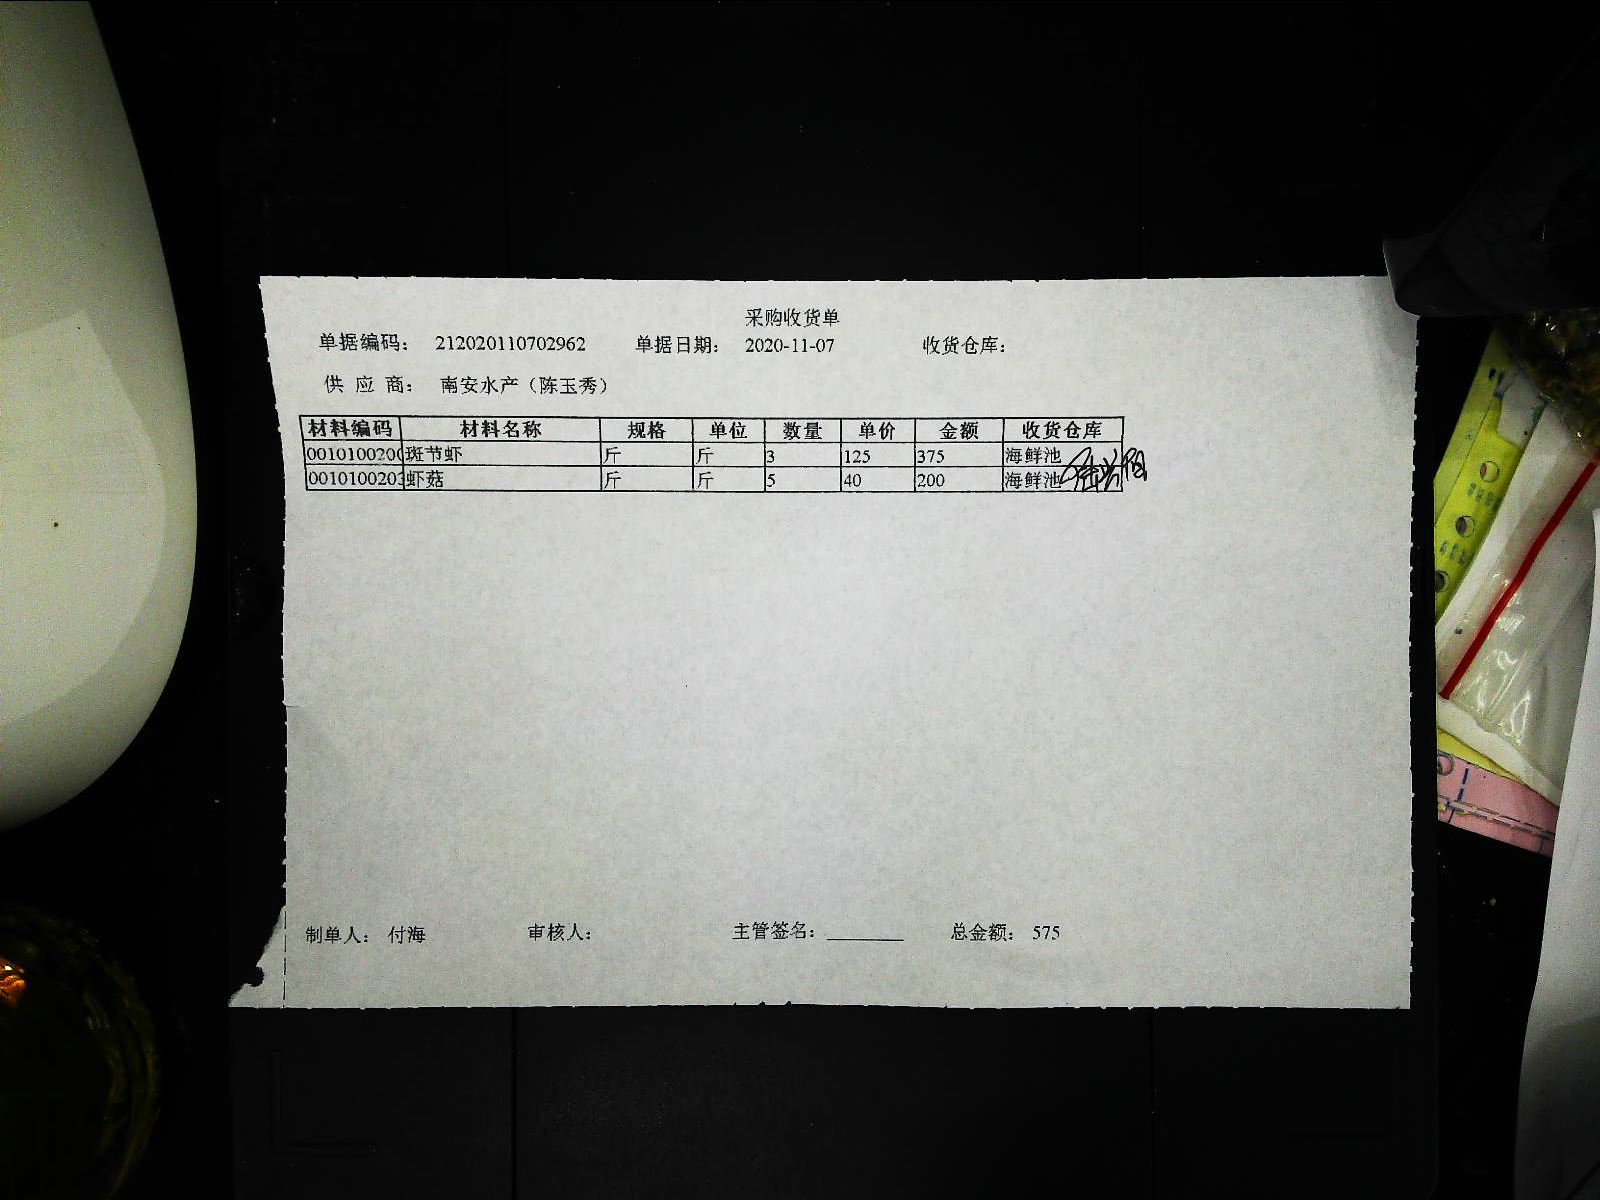 采购收货单
单据编码： 212020110702962 单据日期： 2020-11-07 收货仓库：
供 应 商： 南安水产（陈玉秀）
材料编码 材料名称 规格 单位 数量 单价 金额 收货仓库
0010100200 斑节虾 斤 斤 3 125 375 海鲜池
0010100203 虾菇 斤 斤 5 40 200 海鲜池
制单人： 付海 审核人： 主管签名：________ 总金额： 575